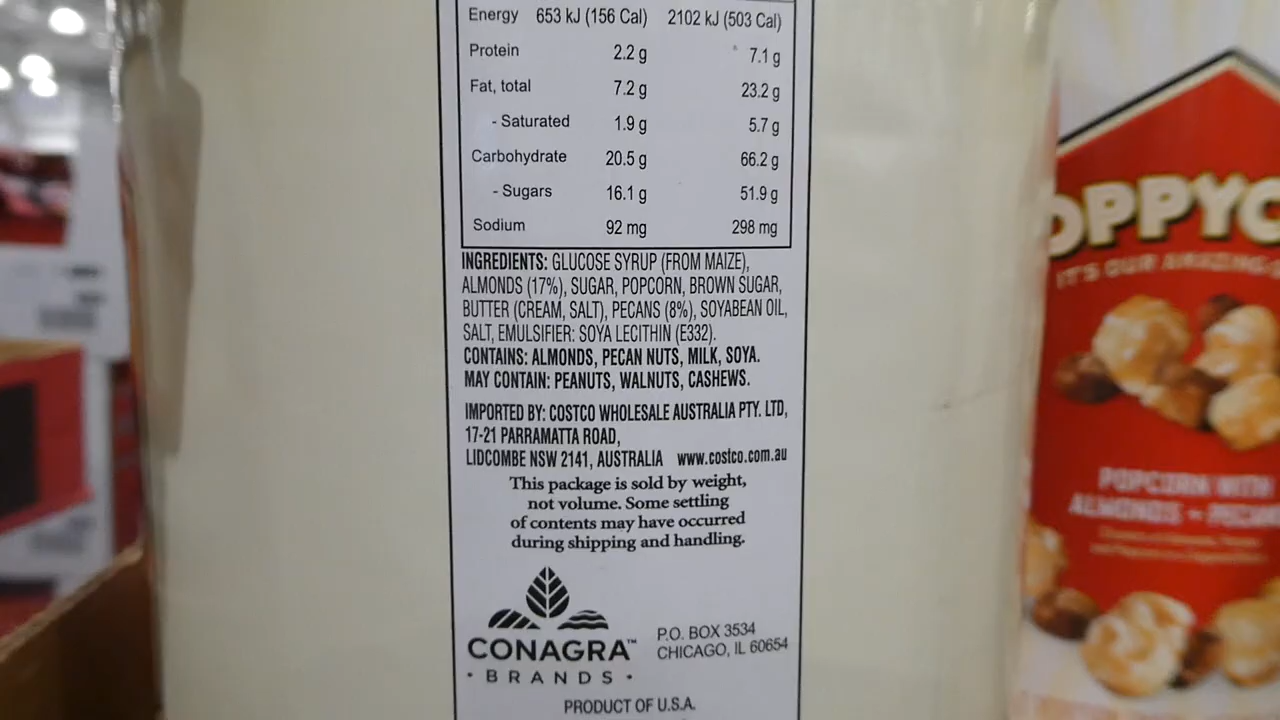 Energy 653 kJ (156 Cal) 2102 kJ (503 Cal)
Protein 2.2 g 7.1 g
Fat, total 7.2 g 23.2 g
- Saturated 1.9 g 5.7 g
Carbohydrate 20.5 g 66.2 g
- Sugars 16.1 g 51.9 g
Sodium 92 mg 298 mg
INGREDIENTS: GLUCOSE SYRUP (FROM MAIZE),
ALMONDS (17%), SUGAR, POPCORN, BROWN SUGAR,
BUTTER (CREAM, SALT), PECANS (8%), SOYABEAN OIL,
SALT, EMULSIFIER: SOYA LECITHIN (E332).
CONTAINS: ALMONDS, PECAN NUTS, MILK, SOYA.
MAY CONTAIN: PEANUTS, WALNUTS, CASHEWS.
IMPORTED BY: COSTCO WHOLESALE AUSTRALIA PTY. LTD,
17-21 PARRAMATTA ROAD,
LIDCOMBE NSW 2141, AUSTRALIA www.costco.com.au
This package is sold by weight,
not volume. Some settling
of contents may have occurred
during shipping and handling.
CONAGRA™
• BRANDS •
P.O. BOX 3534
CHICAGO, IL 60654
PRODUCT OF U.S.A.
OPPYC
IT'S OUR AMAZING
POPCORN WITH
ALMONDS - PECAN